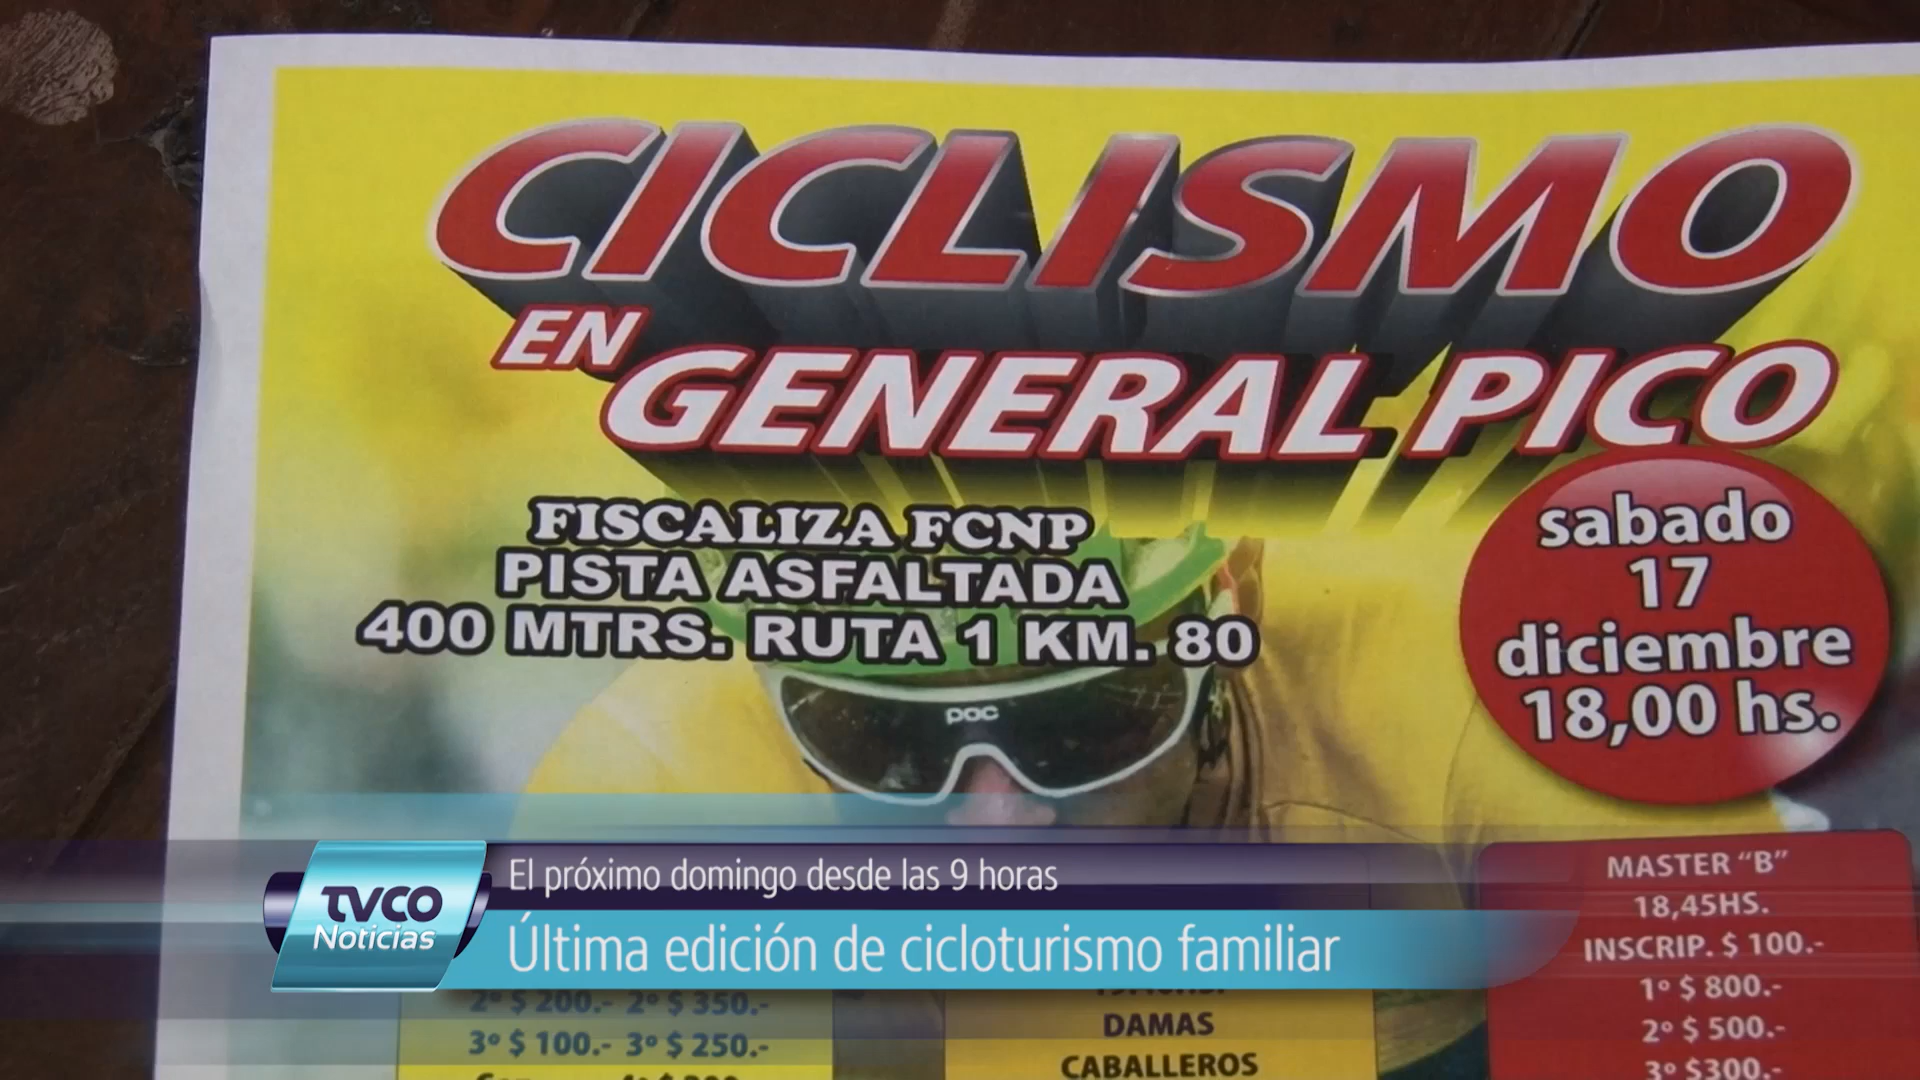 CICLISMO
EN
GENERAL PICO
FISCALIZA FCNP
PISTA ASFALTADA
400 MTRS. RUTA 1 KM. 80
sabado
17
diciembre
18,00 hs.
poc
El próximo domingo desde las 9 horas
Última edición de cicloturismo familiar
TVCO
Noticias
2º $ 200.- 2º $ 350.-
3º $ 100.- 3º $ 250.-
DAMAS
CABALLEROS
MASTER “B”
18,45HS.
INSCRIP. $ 100.-
1º $ 800.-
2º $ 500.-
3º $300.-